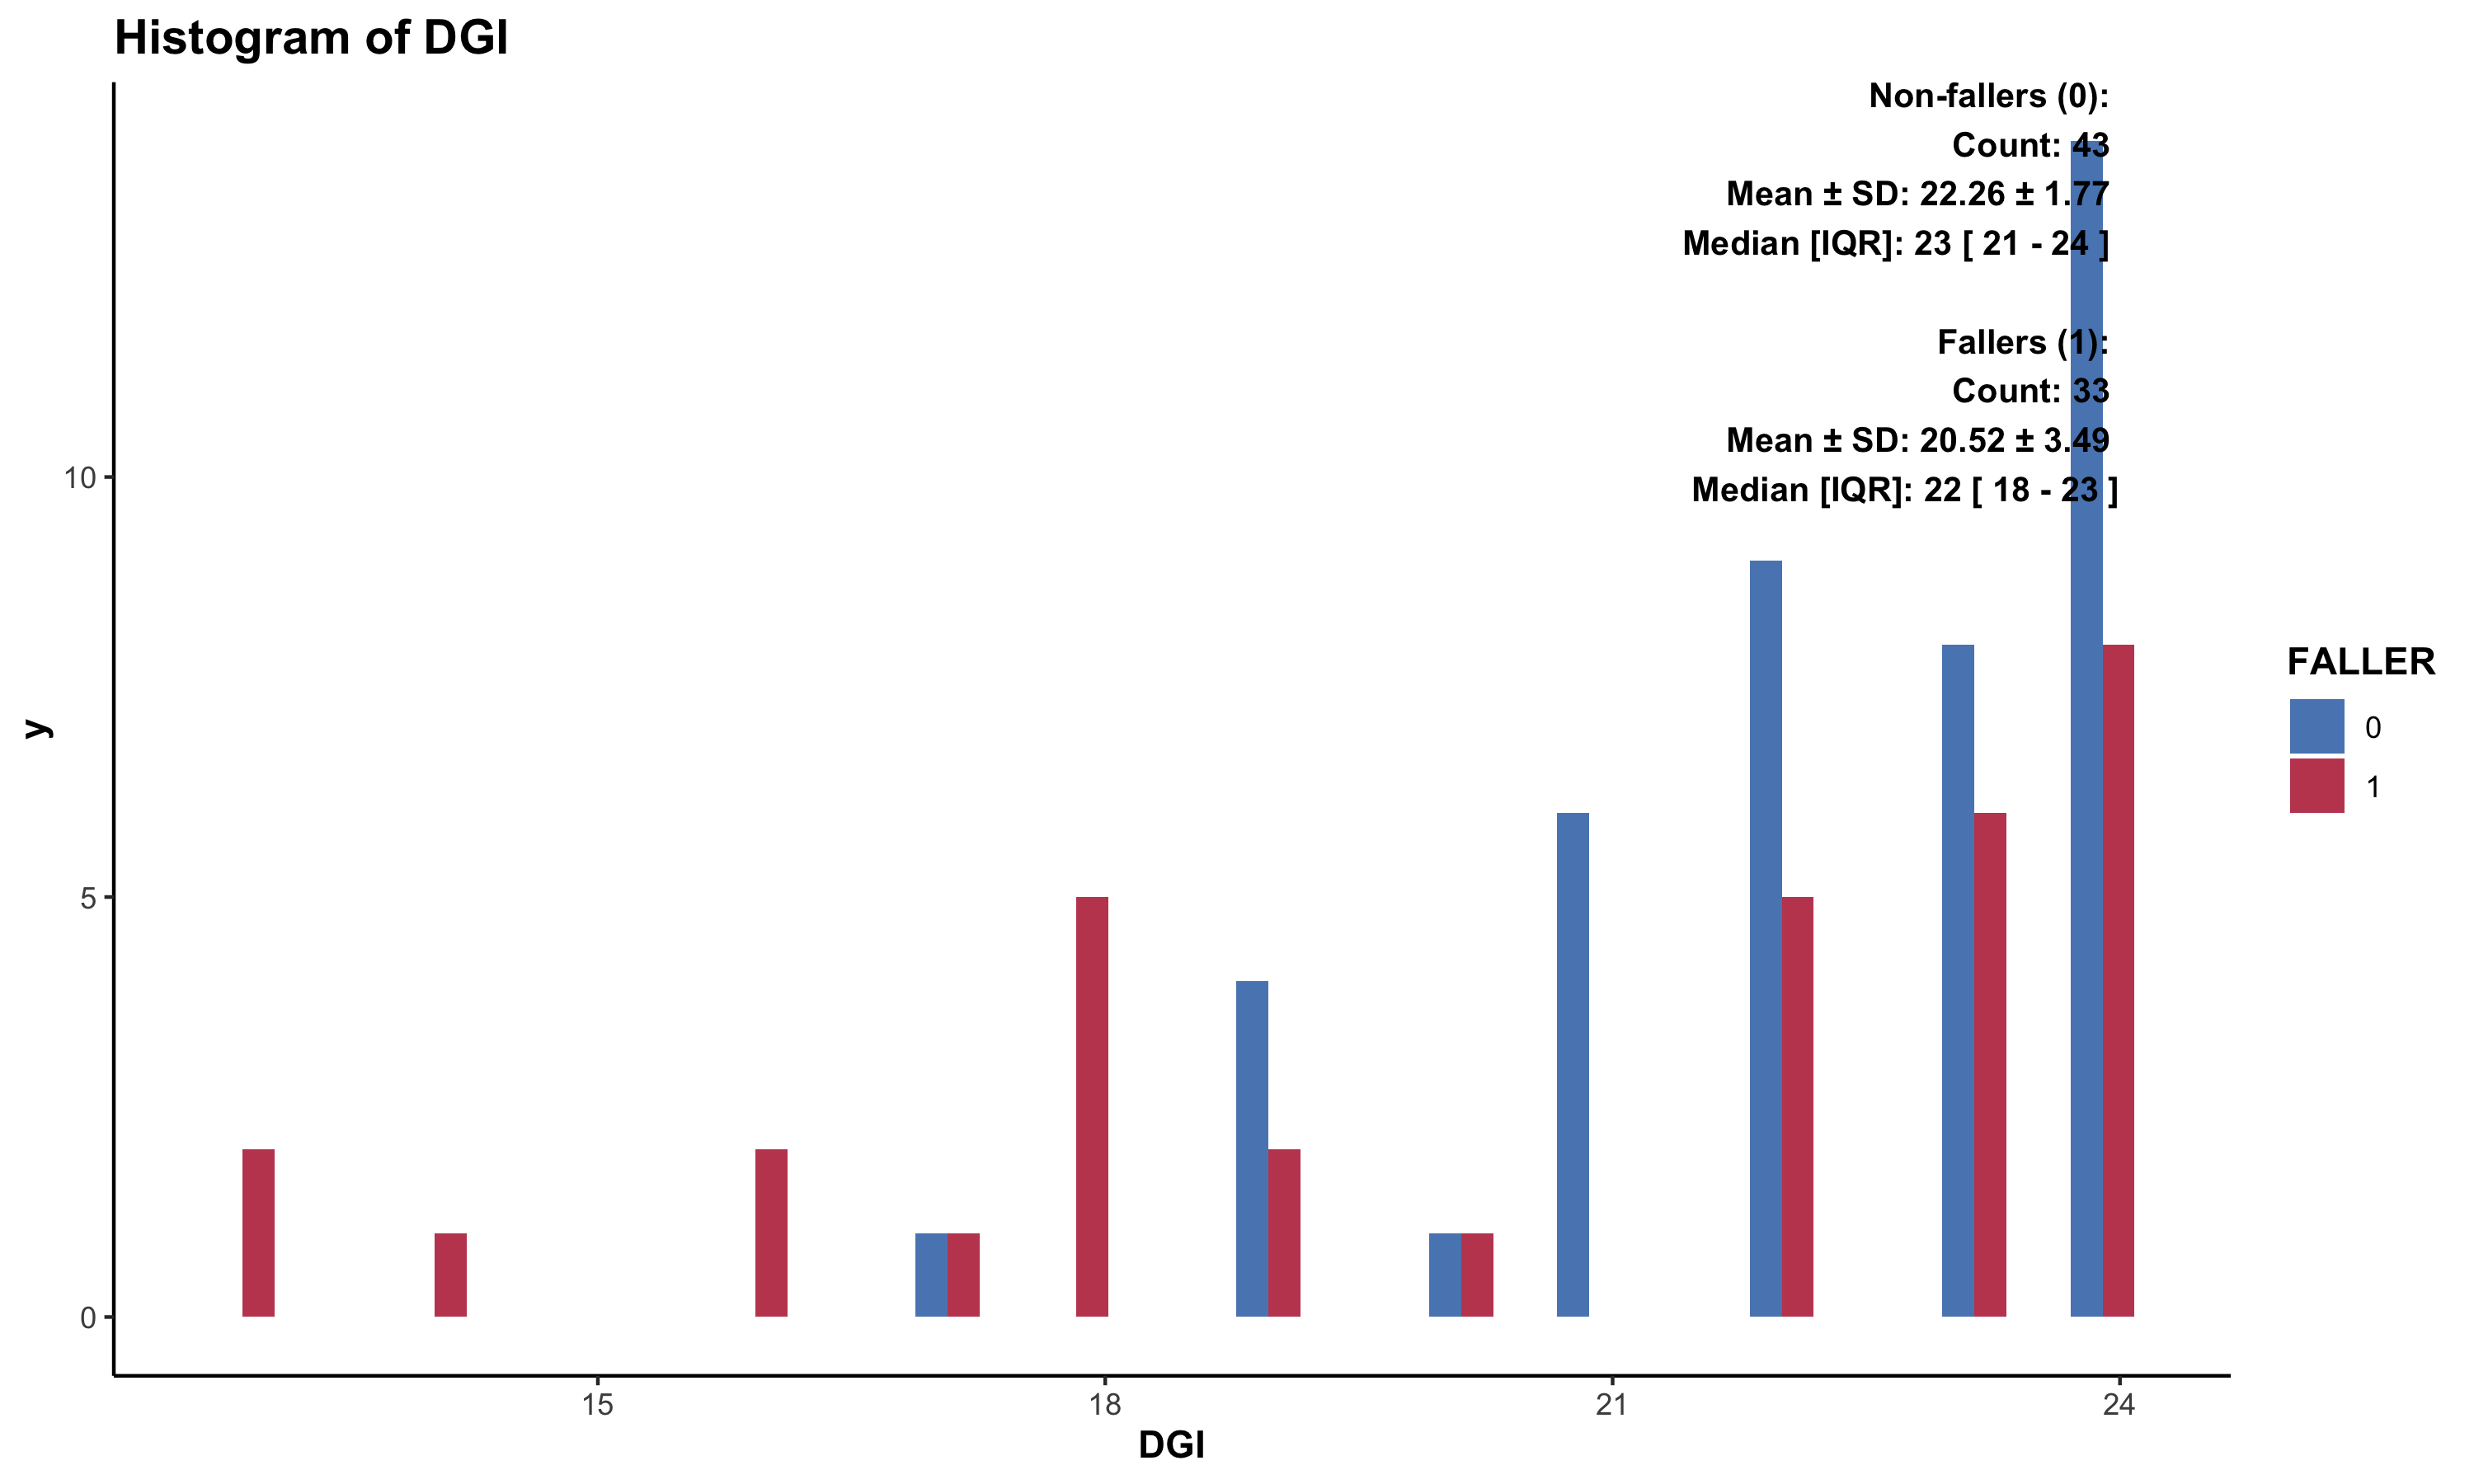 Histogram of DGI
Non-fallers (0):
Count: 43
Mean ± SD: 22.26 ± 1.77
Median [IQR]: 23 [ 21 - 24 ]
Fallers (1):
Count: 33
Mean ± SD: 20.52 ± 3.49
Median [IQR]: 22 [ 18 - 23 ]
10
5
0
y
15
18
21
24
DGI
FALLER
0
1